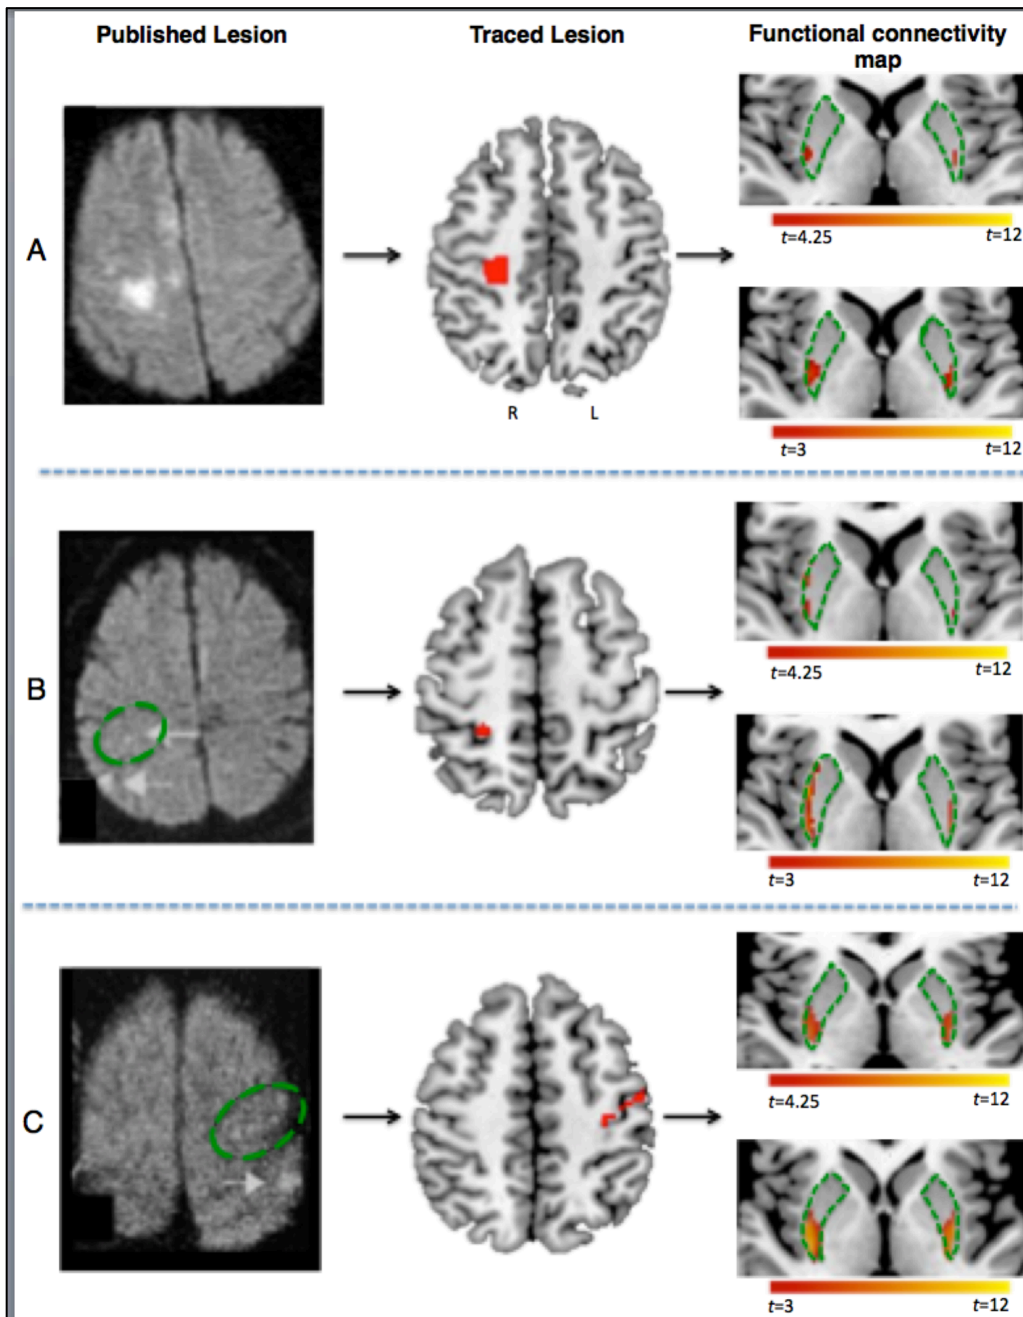 Published Lesion
Traced Lesion
Functional connectivity
map
A
t=4.25
t=12
R
L
t=3
t=12
B
t=4.25
t=12
t=3
t=12
C
t=4.25
t=12
t=3
t=12